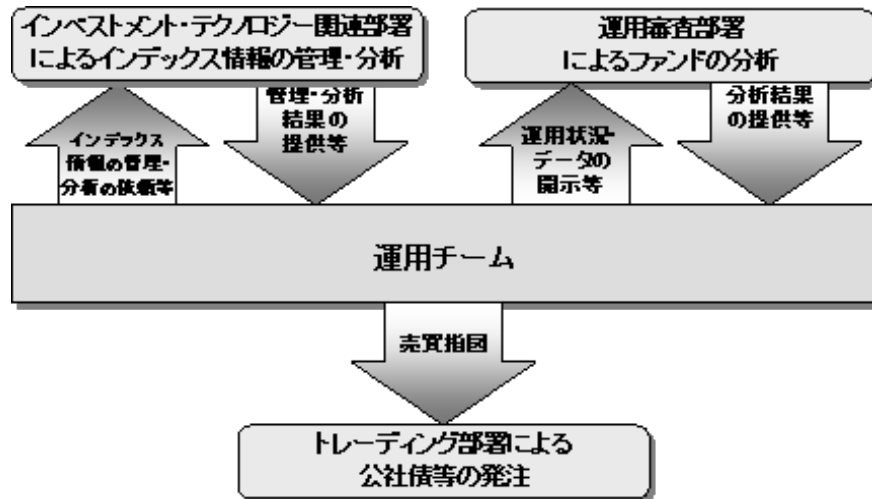 インベストメント・テクノロジー関連部署
によるインデックス情報の管理・分析
運用審査部署
によるファンドの分析
インデックス
情報の管理・
分析の依頼等
管理・分析
結果の
提供等
運用状況・
データの
開示等
分析結果
の提供等
運用チーム
売買指図
トレーディング部署による
公社債等の発注